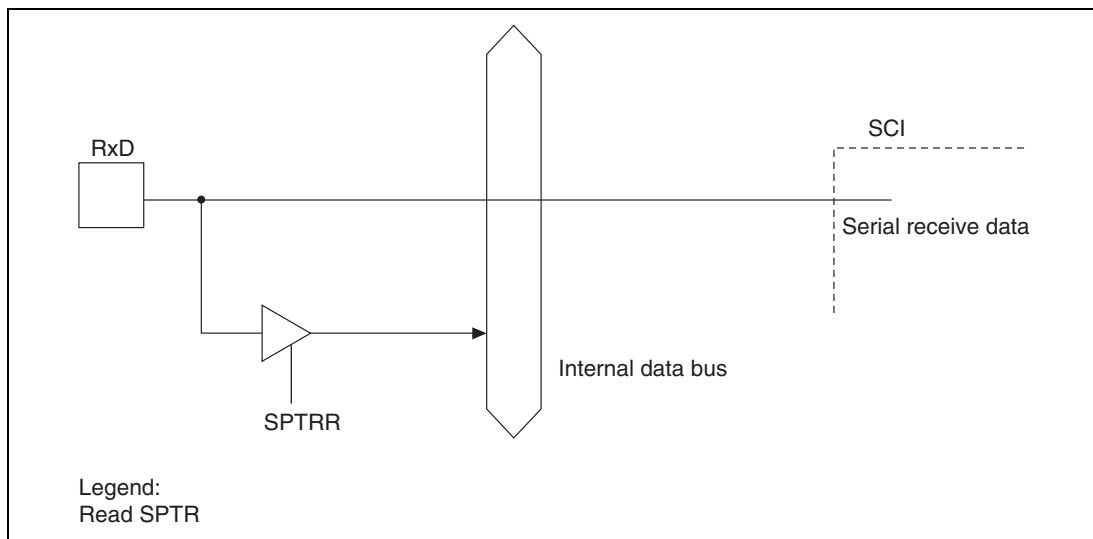 SCI
RxD
Serial receive data
Internal data bus
SPTRR
Legend:
Read SPTR